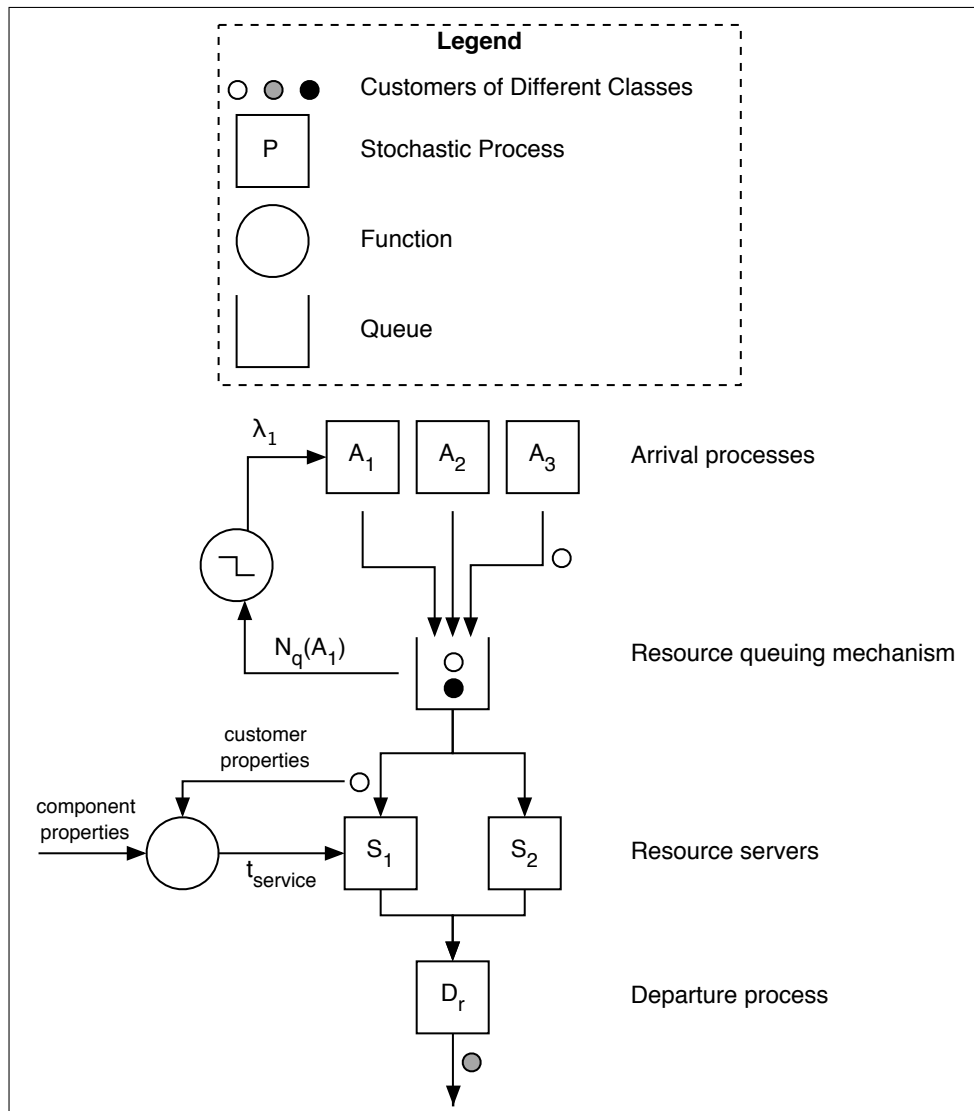 Legend
Customers of Different Classes
P
Stochastic Process
Function
Queue
λ1
A1
A2
A3
Arrival processes
Nq(A1)
Resource queuing mechanism
customer
properties
component
properties
tservice
S1
S2
Resource servers
Dr
Departure process